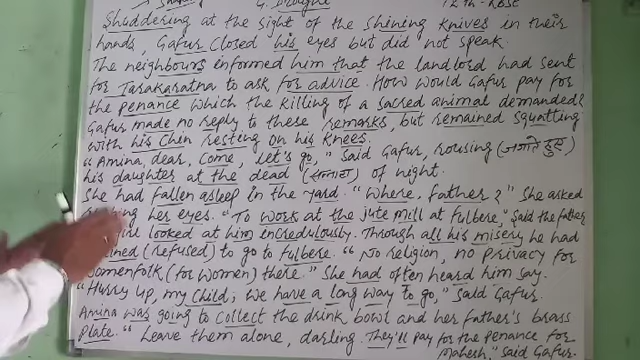 12th-RBSE
Shuddering at the sight of the shining knives in their
hands, Gafur closed his eyes but did not speak.
The neighbours informed him that the landlord had sent
for Tarakaratna to ask for advice. How would Gafur pay for
the penance which the killing of a sacred animal demanded?
Gafur made no reply to these remarks, but remained squatting
with his chin resting on his knees.
"Amina, dear, come, let's go," said Gafur, rousing (जगाते हुए)
his daughter at the dead of night.
She had fallen asleep in the yard. "Where, father?" She asked
her eyes. "To work at the jute mill at fulbere," said the father
looked at him incredulously. Through all his misery he had
(refused) to go to fulbere. "No religion, no privacy for
womenfolk (for women) there." She had often heard him say.
"Hurry up, my child; we have a long way to go," said Gafur.
Amina was going to collect the drink bowl and her father's brass
plate. "Leave them alone, darling. They'll pay for the penance for
Mahesh," said Gafur